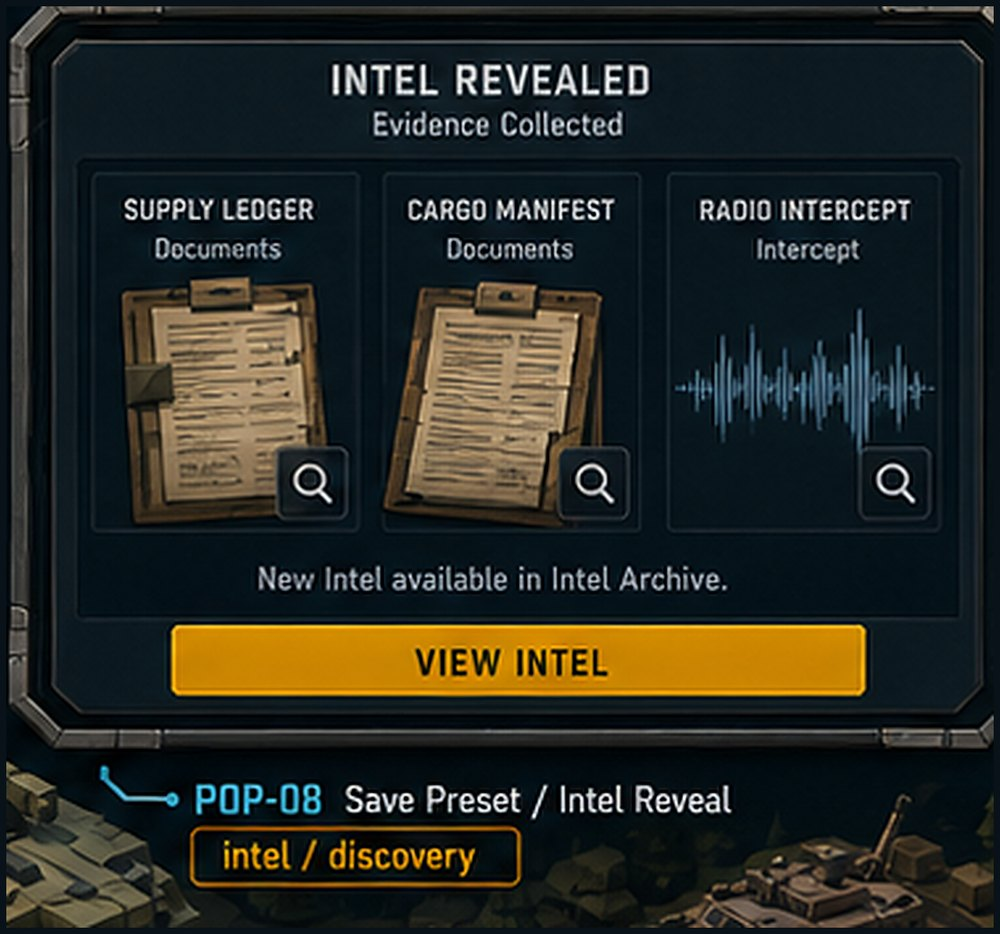 INTEL REVEALED
Evidence Collected
SUPPLY LEDGER
Documents
CARGO MANIFEST
Documents
RADIO INTERCEPT
Intercept
New Intel available in Intel Archive.
VIEW INTEL
POP-08 Save Preset / Intel Reveal
intel / discovery